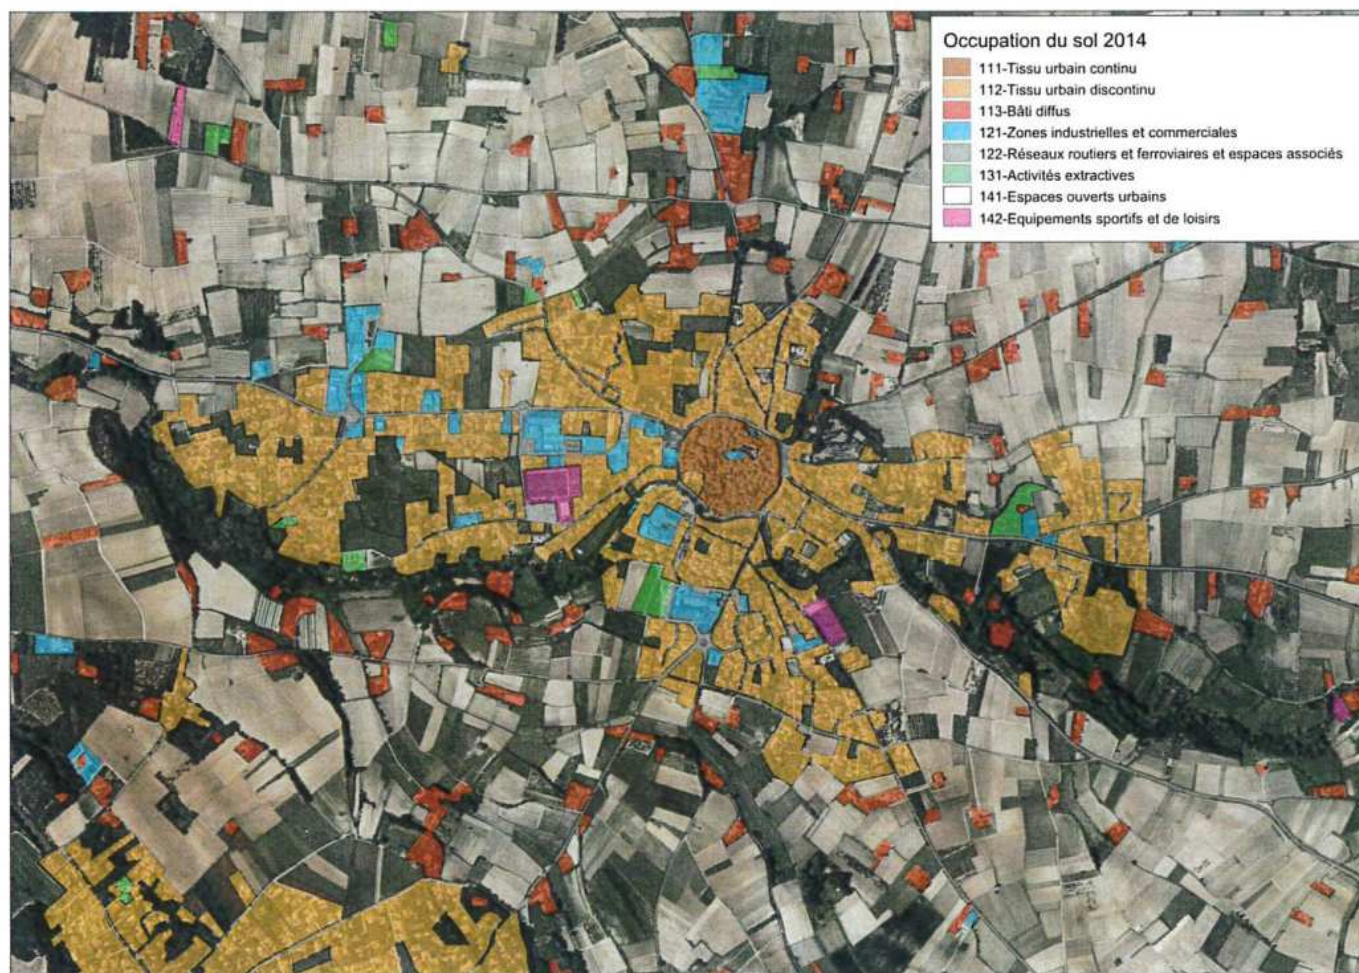 Occupation du sol 2014
111-Tissu urbain continu
112-Tissu urbain discontinu
113-Bâti diffus
121-Zones industrielles et commerciales
122-Réseaux routiers et ferroviaires et espaces associés
131-Activités extractives
141-Espaces ouverts urbains
142-Equipements sportifs et de loisirs